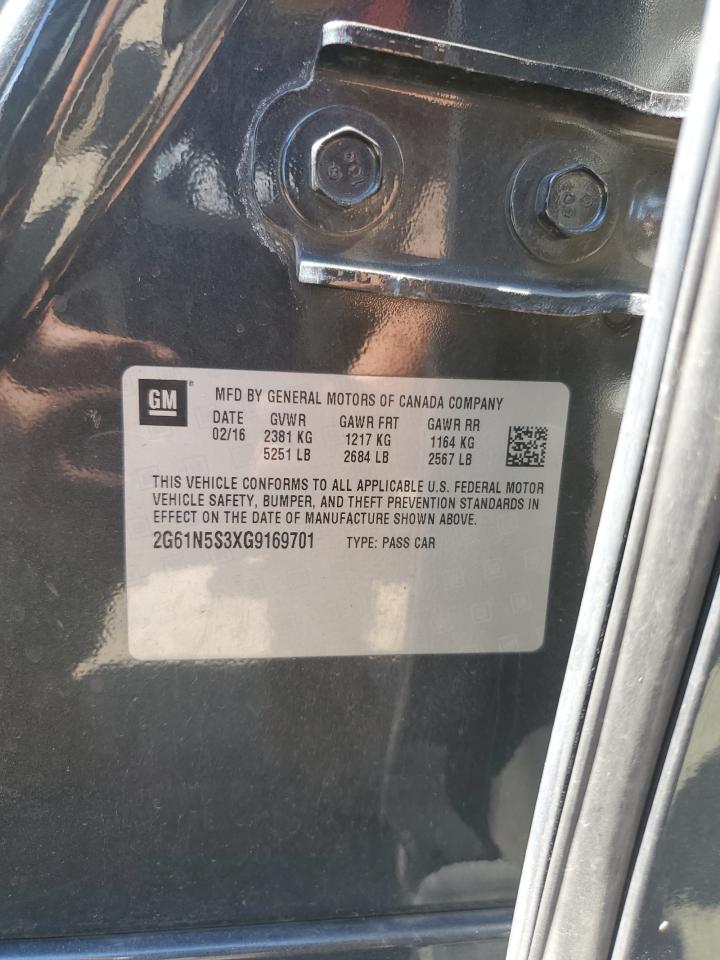 GM ® MFD BY GENERAL MOTORS OF CANADA COMPANY
DATE GVWR GAWR FRT GAWR RR
02/16 2381 KG 1217 KG 1164 KG
5251 LB 2684 LB 2567 LB
THIS VEHICLE CONFORMS TO ALL APPLICABLE U.S. FEDERAL MOTOR
VEHICLE SAFETY, BUMPER, AND THEFT PREVENTION STANDARDS IN
EFFECT ON THE DATE OF MANUFACTURE SHOWN ABOVE.
2G61N5S3XG9169701 TYPE: PASS CAR